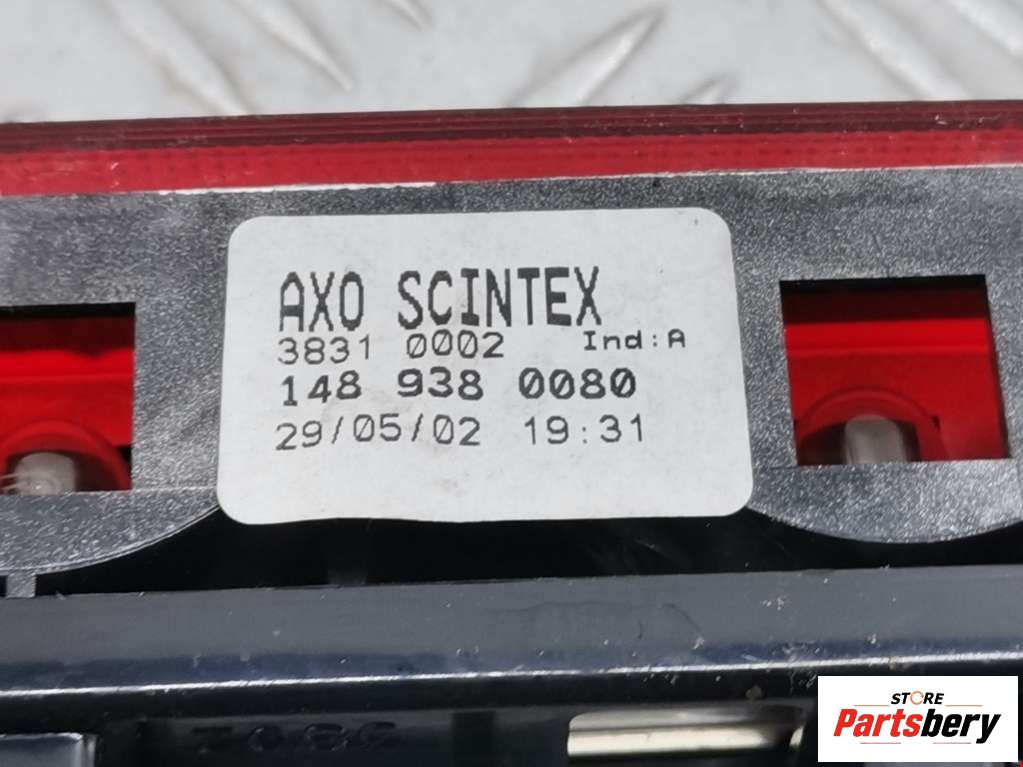 AXO SCINTEX
3831 0002 Ind:A
148 938 0080
29/05/02 19:31
STORE
Partsbery